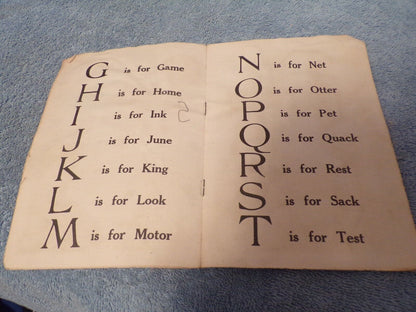 G is for Game
H is for Home
I is for Ink
J is for June
K is for King
L is for Look
M is for Motor
N is for Net
O is for Otter
P is for Pet
Q is for Quack
R is for Rest
S is for Sack
T is for Test